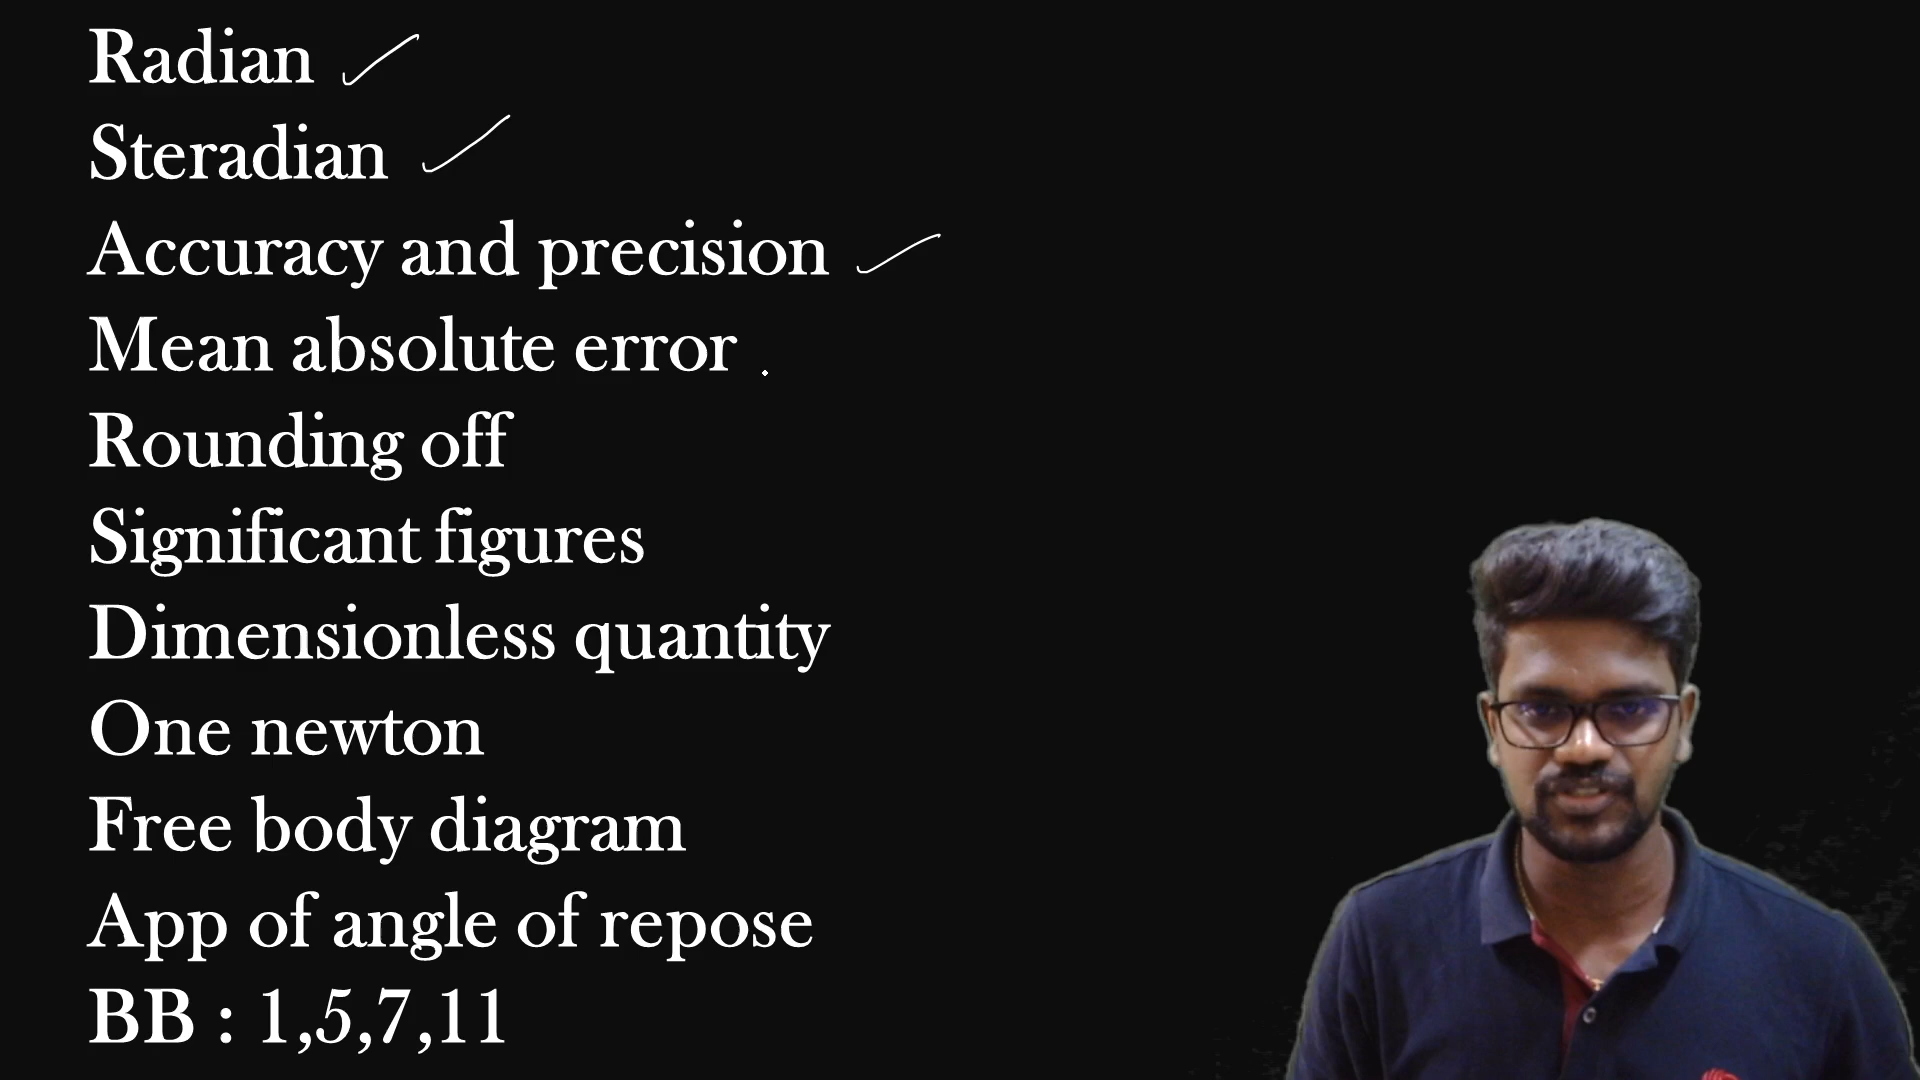 Radian
Steradian
Accuracy and precision
Mean absolute error
Rounding off
Significant figures
Dimensionless quantity
One newton
Free body diagram
App of angle of repose
BB : 1,5,7,11